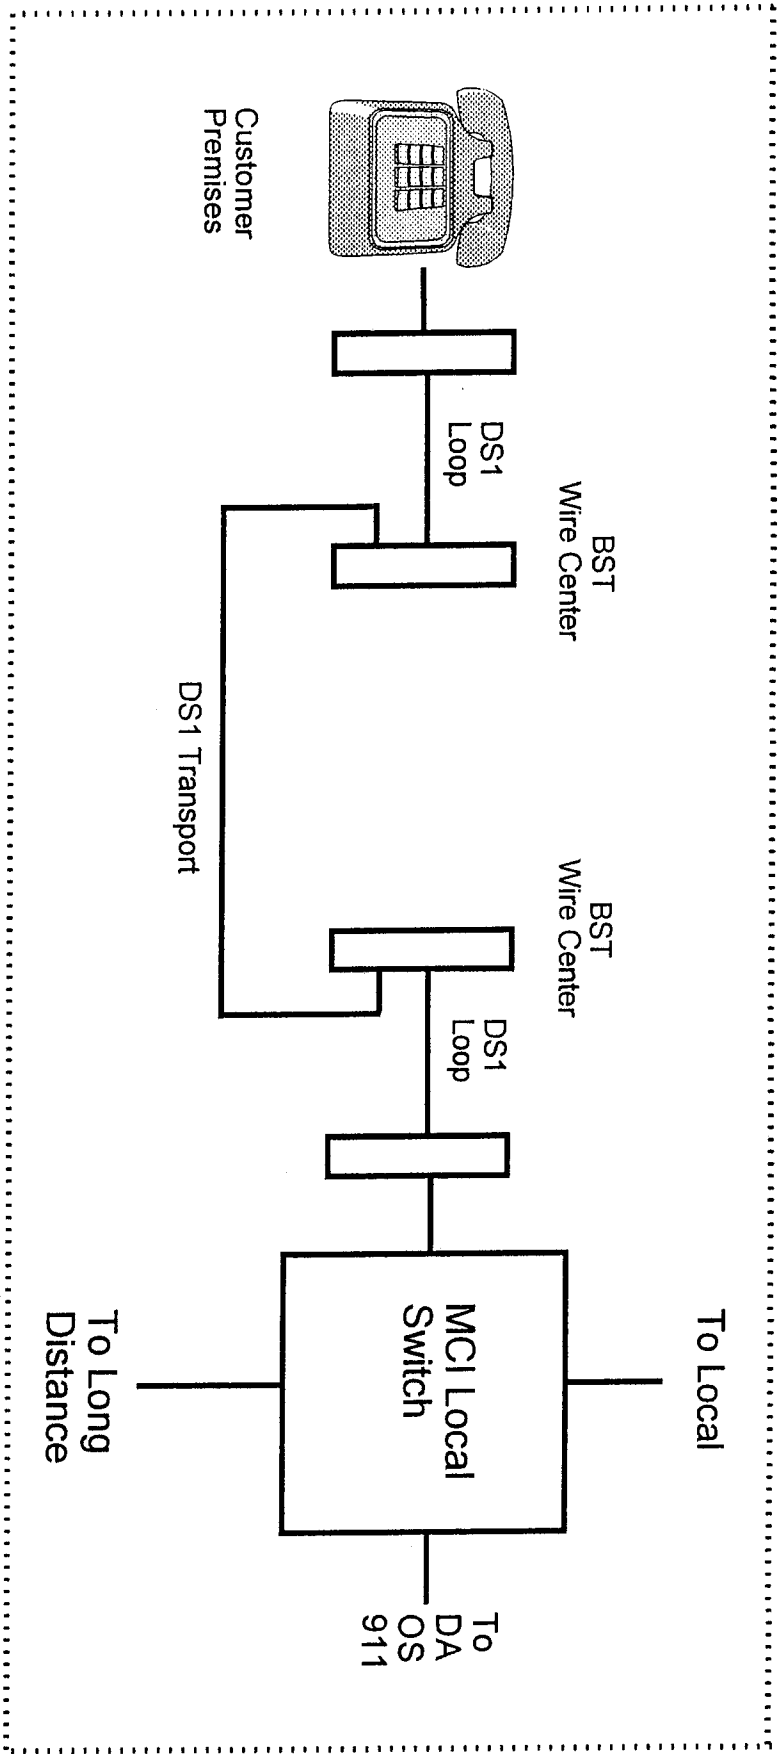 Customer
Premises
DS1
Loop
BST
Wire Center
DS1 Transport
BST
Wire Center
DS1
Loop
MCI Local
Switch
To Local
To Long
Distance
To
DA
OS
911